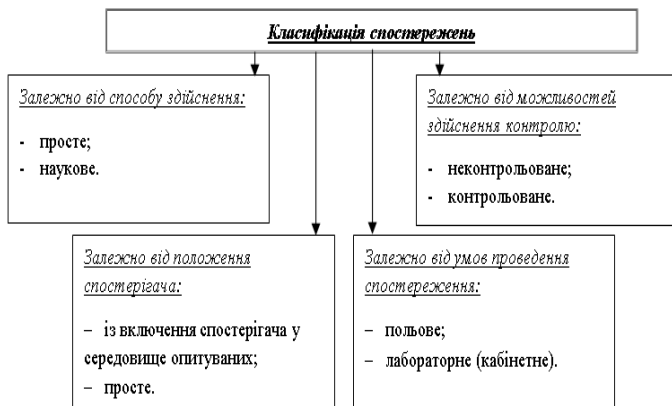 Класифікація спостережень
Залежно від способу здійснення:
- просте;
- наукове.
Залежно від можливостей
здійснення контролю:
- неконтрольоване;
- контрольоване.
Залежно від положення
спостерігача:
– із включення спостерігача у
середовище опитуваних;
– просте.
Залежно від умов проведення
спостереження:
– польове;
– лабораторне (кабінетне).